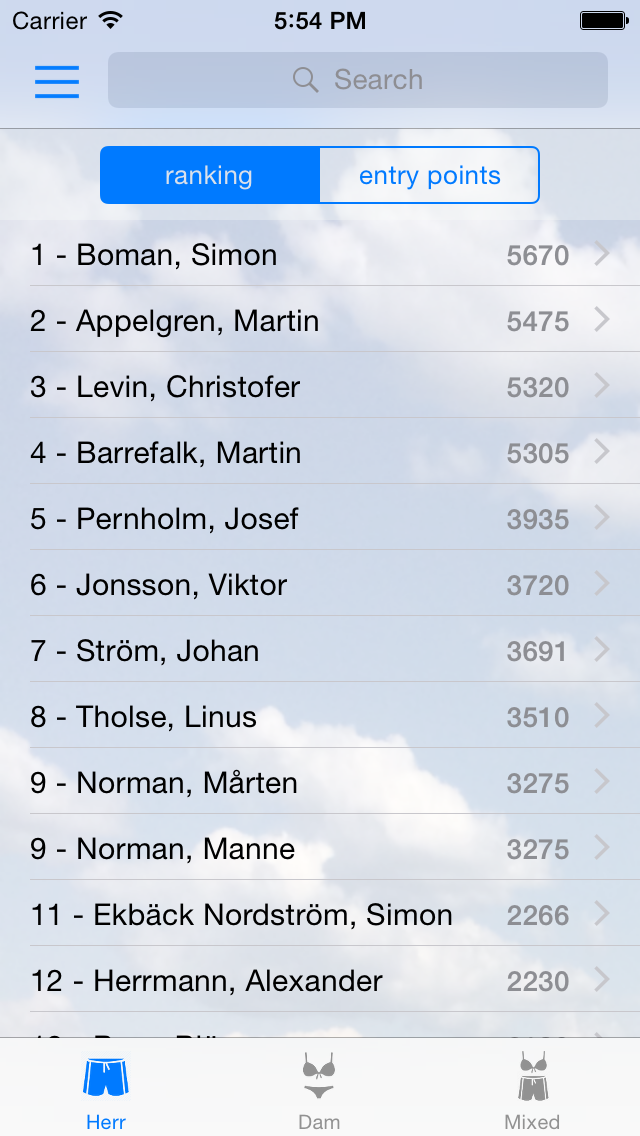 Carrier 5:54 PM
Search
ranking entry points
1 - Boman, Simon 5670
2 - Appelgren, Martin 5475
3 - Levin, Christofer 5320
4 - Barrefalk, Martin 5305
5 - Pernholm, Josef 3935
6 - Jonsson, Viktor 3720
7 - Ström, Johan 3691
8 - Tholse, Linus 3510
9 - Norman, Mårten 3275
9 - Norman, Manne 3275
11 - Ekbäck Nordström, Simon 2266
12 - Herrmann, Alexander 2230
Herr Dam Mixed